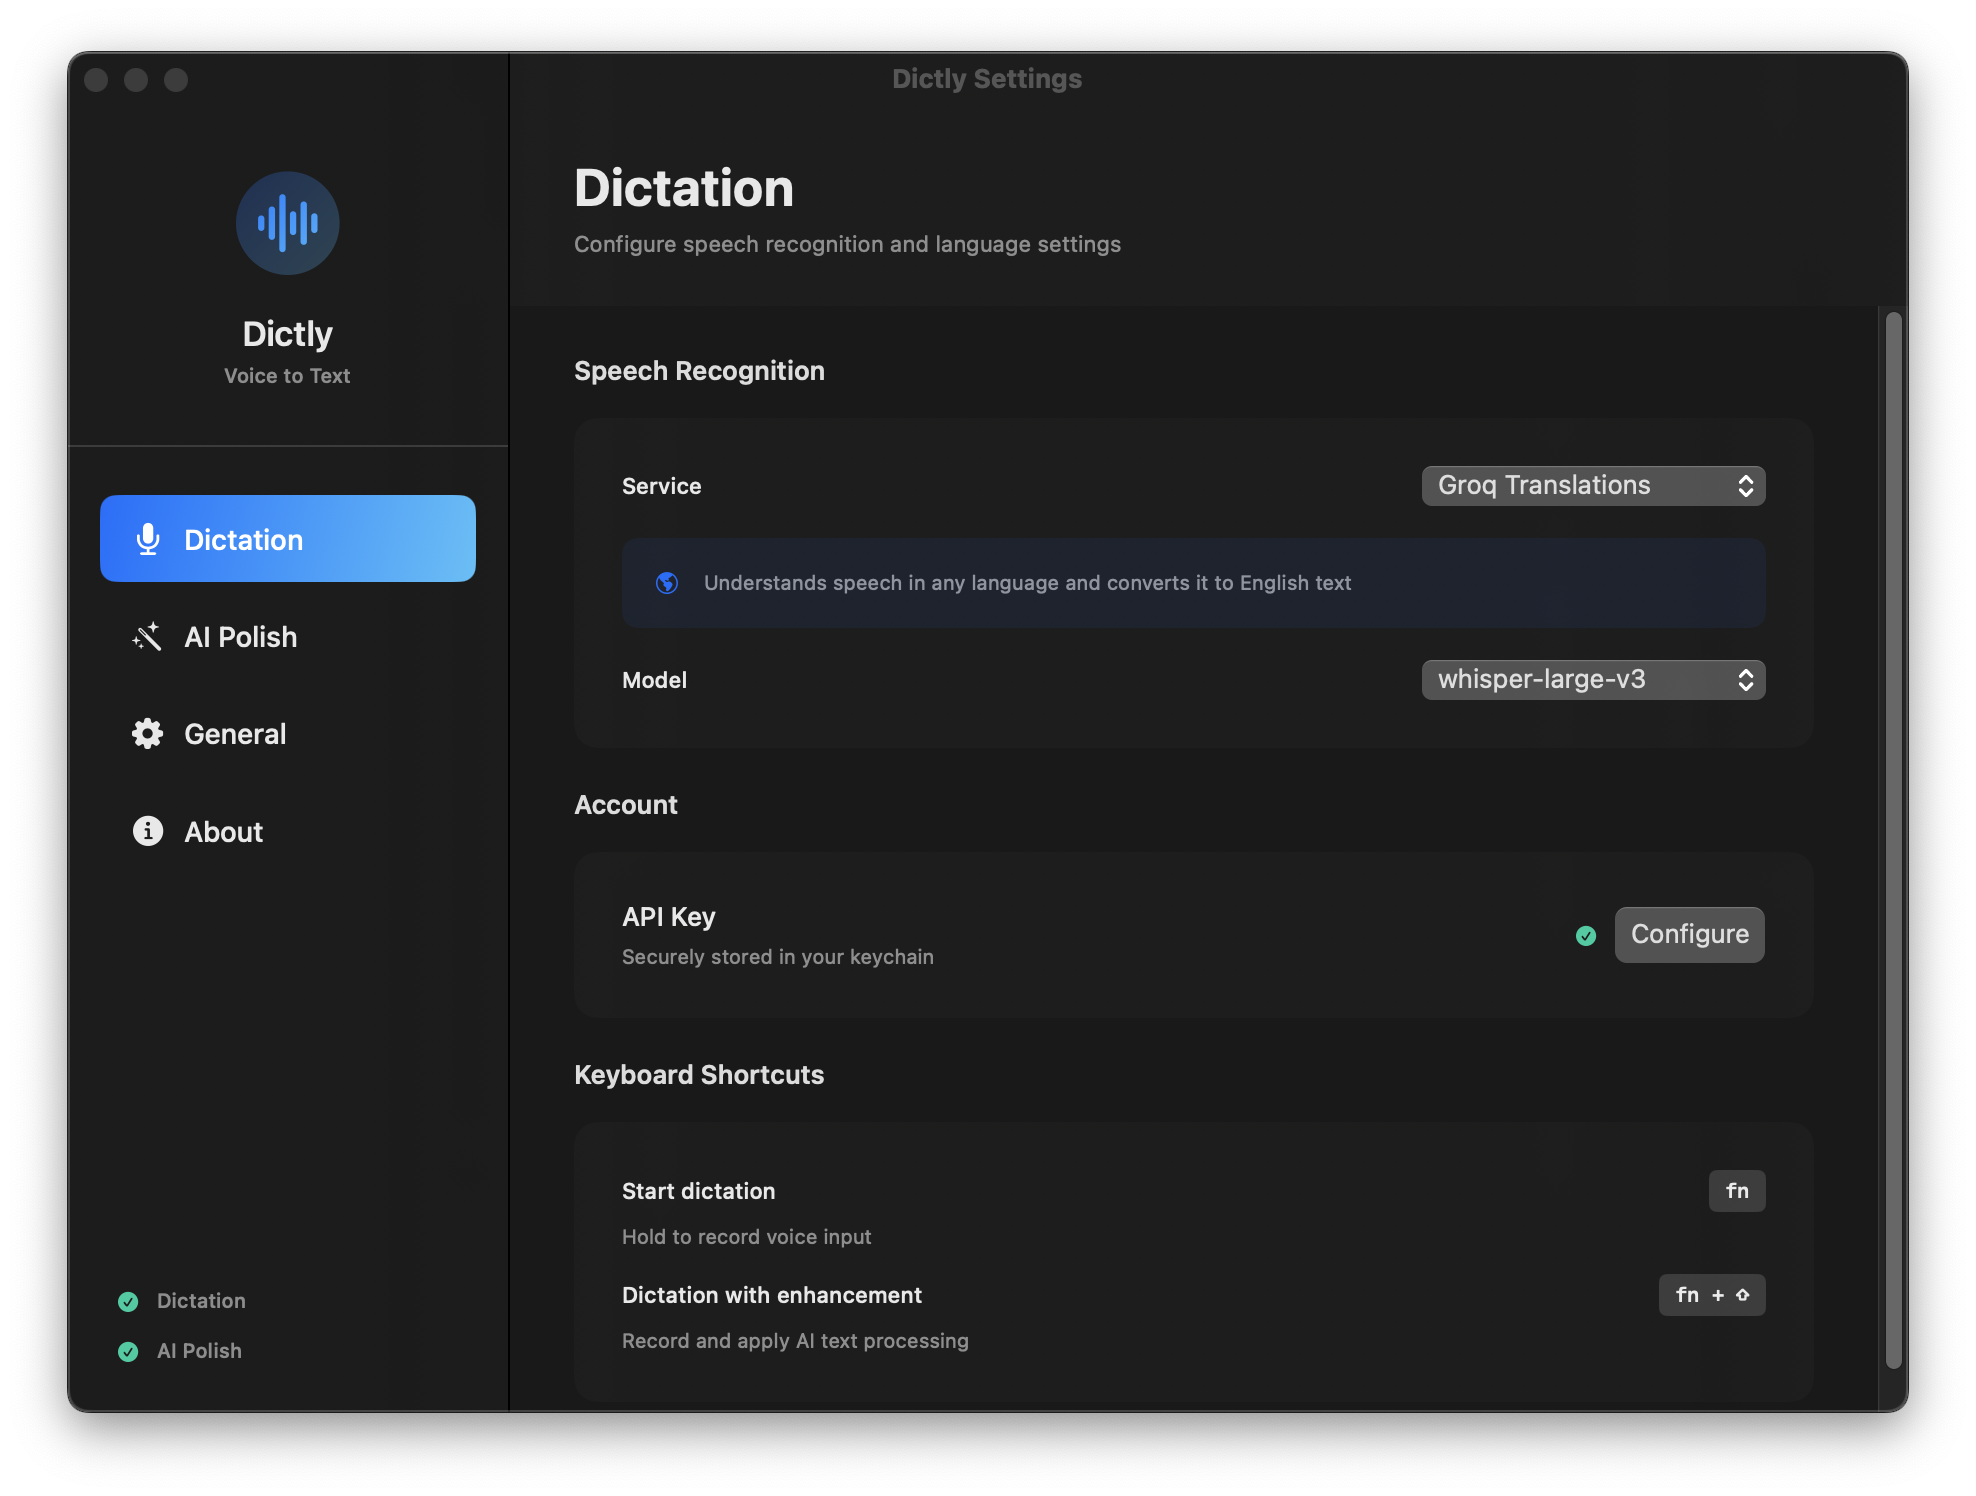 Dictly Settings
Dictly
Voice to Text
Dictation
AI Polish
General
About
Dictation
AI Polish
Dictation
Configure speech recognition and language settings
Speech Recognition
Service
Groq Translations
Understands speech in any language and converts it to English text
Model
whisper-large-v3
Account
API Key
Securely stored in your keychain
Configure
Keyboard Shortcuts
Start dictation
fn
Hold to record voice input
Dictation with enhancement
fn + ⇧
Record and apply AI text processing